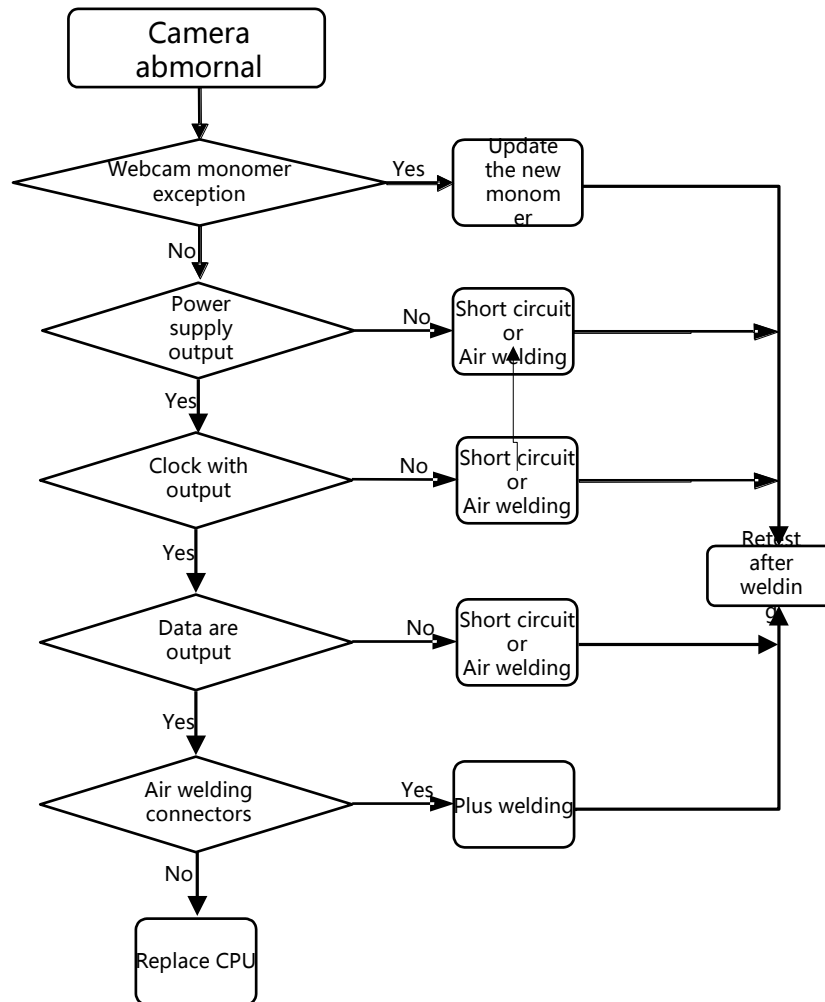 Camera
abmornal
Webcam monomer
exception
Yes
Update
the new
monom
er
No
Power
supply
output
No
Short circuit
or
Air welding
Yes
Clock with
output
No
Short circuit
or
Air welding
Yes
Retest
after
weldin
g
Data are
output
No
Short circuit
or
Air welding
Yes
Air welding
connectors
Yes
Plus welding
No
Replace CPU